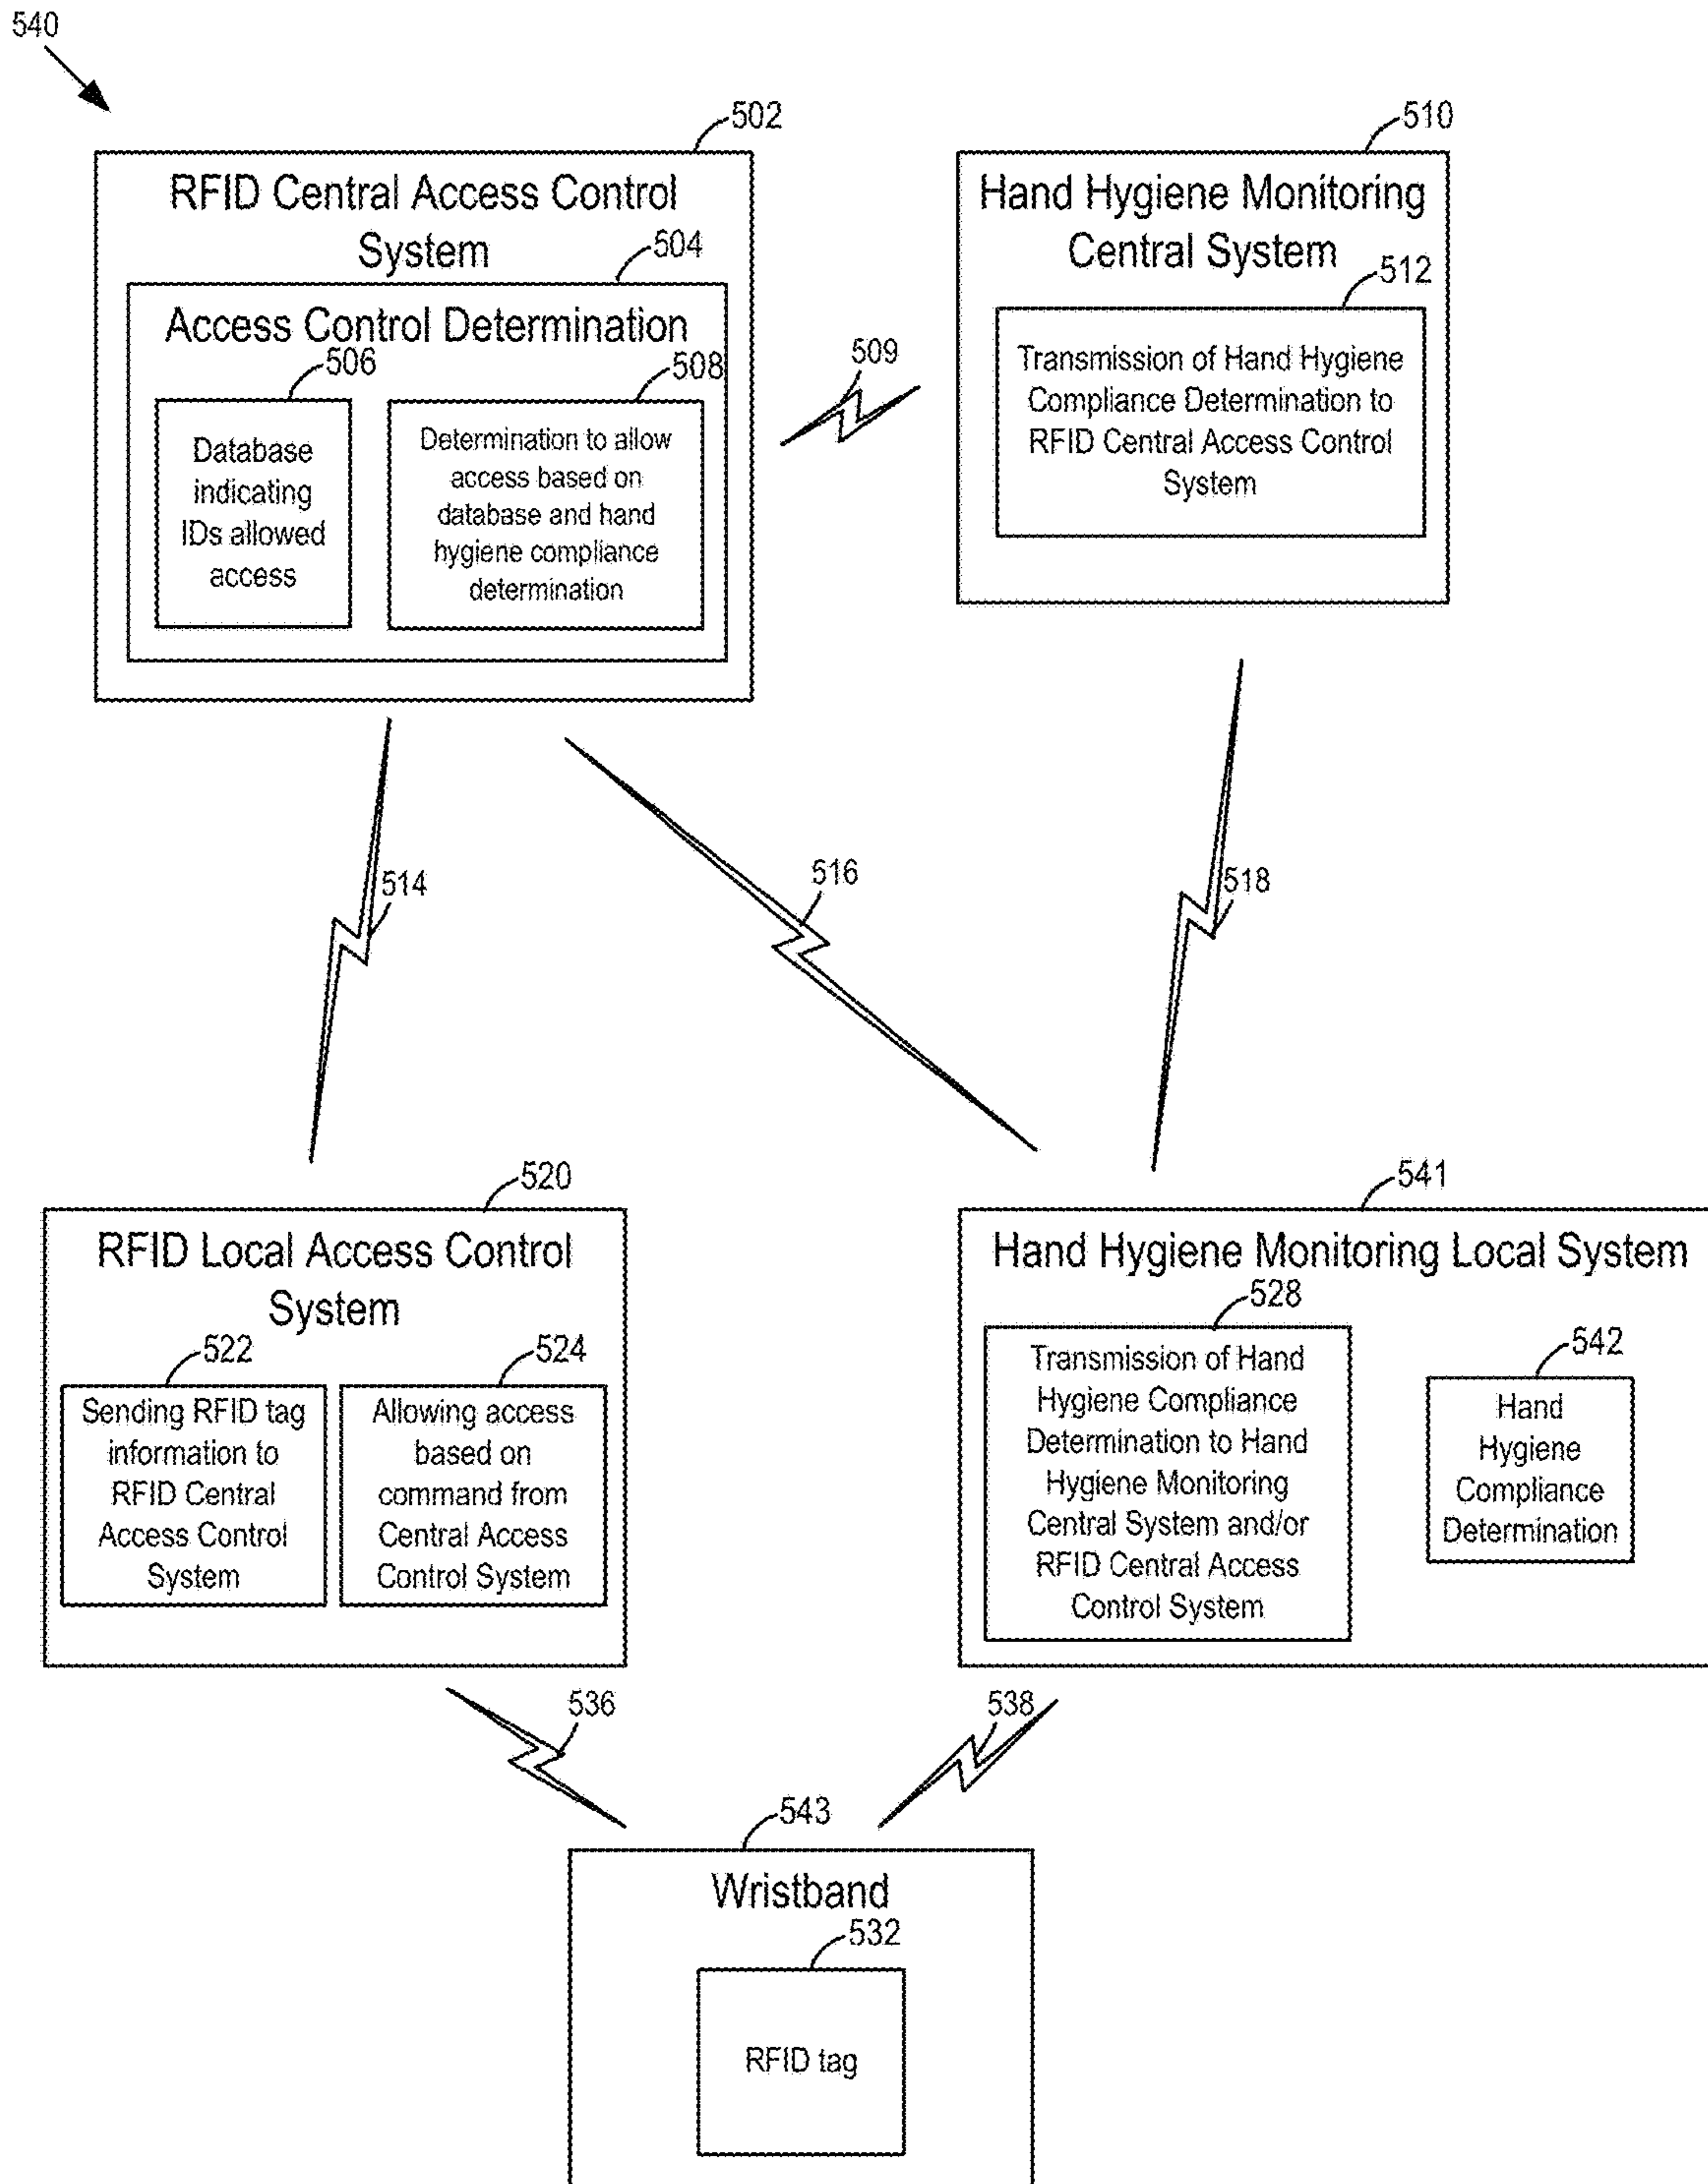 540
502
RFID Central Access Control
System
504
Access Control Determination
506
Database
indicating
IDs allowed
access
508
Determination to allow
access based on
database and hand
hygiene compliance
determination
509
510
Hand Hygiene Monitoring
Central System
512
Transmission of Hand Hygiene
Compliance Determination to
RFID Central Access Control
System
514
516
518
520
RFID Local Access Control
System
522
Sending RFID tag
information to
RFID Central
Access Control
System
524
Allowing access
based on
command from
Central Access
Control System
541
Hand Hygiene Monitoring Local System
528
Transmission of Hand
Hygiene Compliance
Determination to Hand
Hygiene Monitoring
Central System and/or
RFID Central Access
Control System
542
Hand
Hygiene
Compliance
Determination
536
538
543
Wristband
532
RFID tag